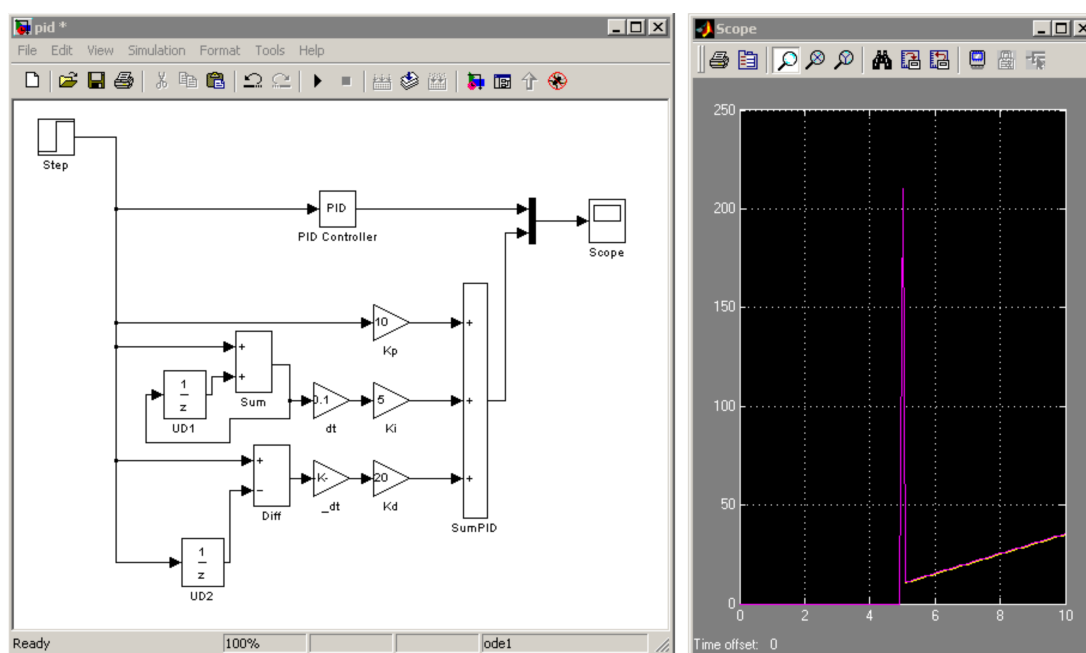 pid *
File Edit View Simulation Format Tools Help
Step
PID
PID Controller
Scope
10
Kp
+
+
Sum
1
z
UD1
0.1
dt
5
Ki
+
-
Diff
-K-
_dt
20
Kd
+
+
+
SumPID
1
z
UD2
Ready 100% ode1
Scope
250
200
150
100
50
0
0 2 4 6 8 10
Time offset: 0